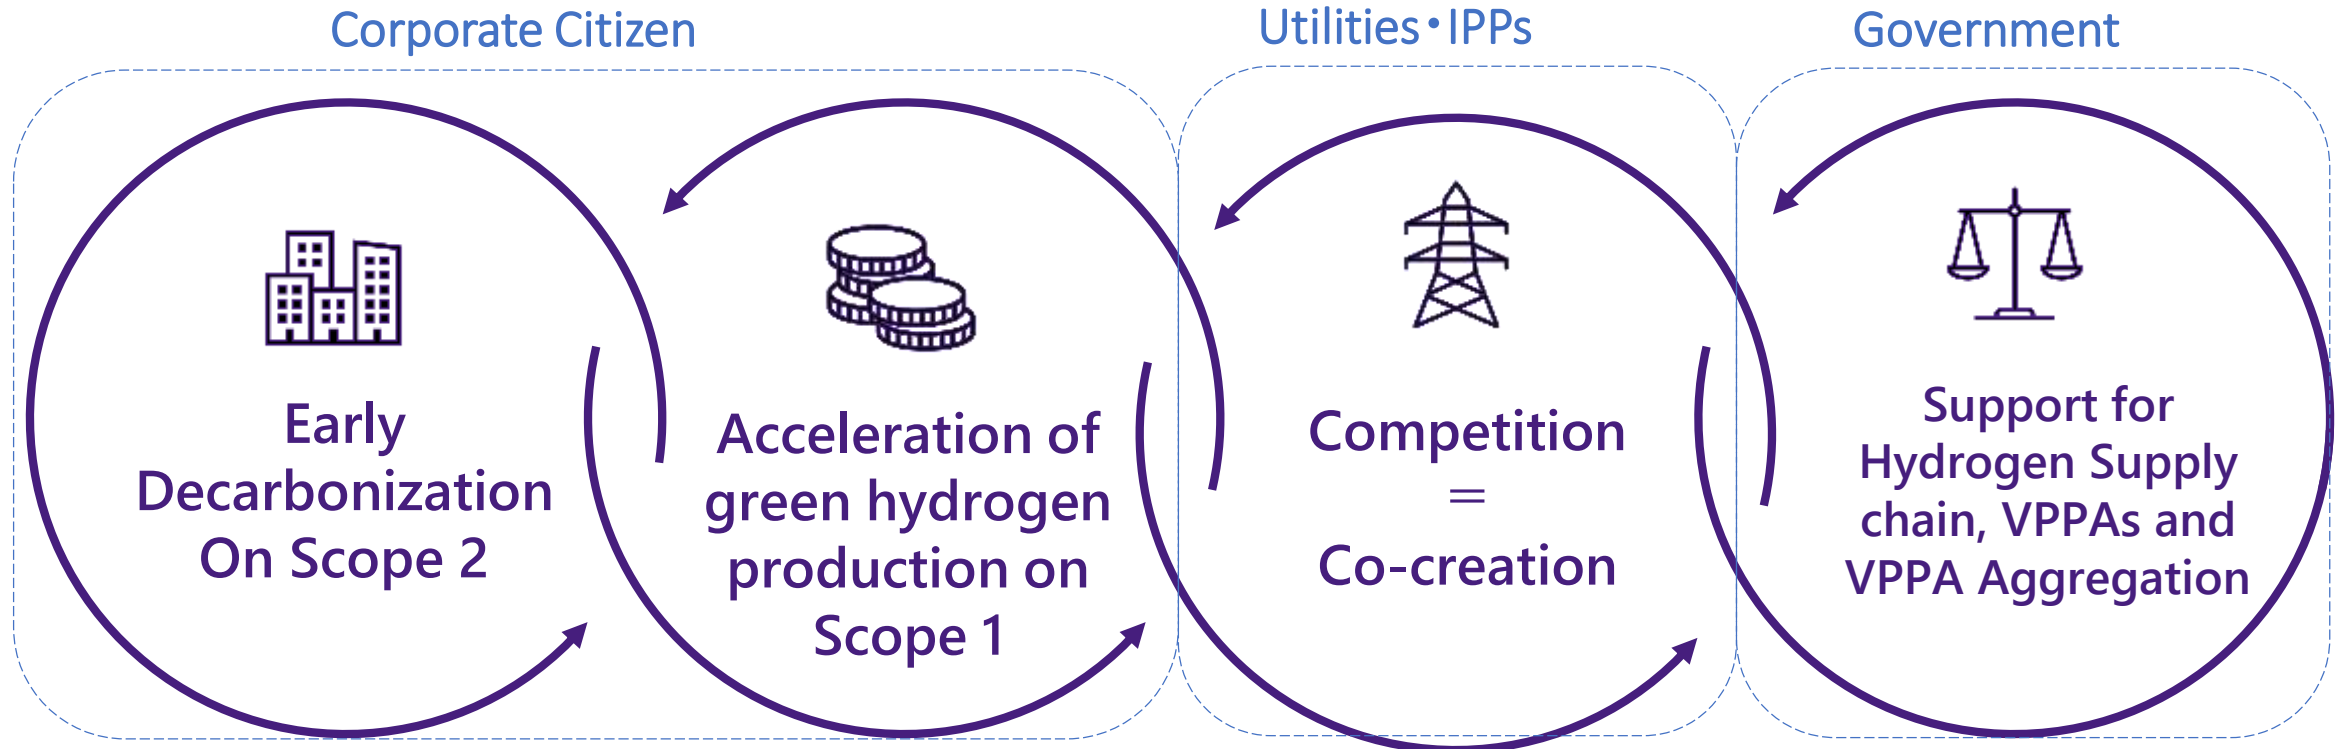 Corporate Citizen
Utilities・IPPs
Government
Early
Decarbonization
On Scope 2
Acceleration of
green hydrogen
production on
Scope 1
Competition
=
Co-creation
Support for
Hydrogen Supply
chain, VPPAs and
VPPA Aggregation